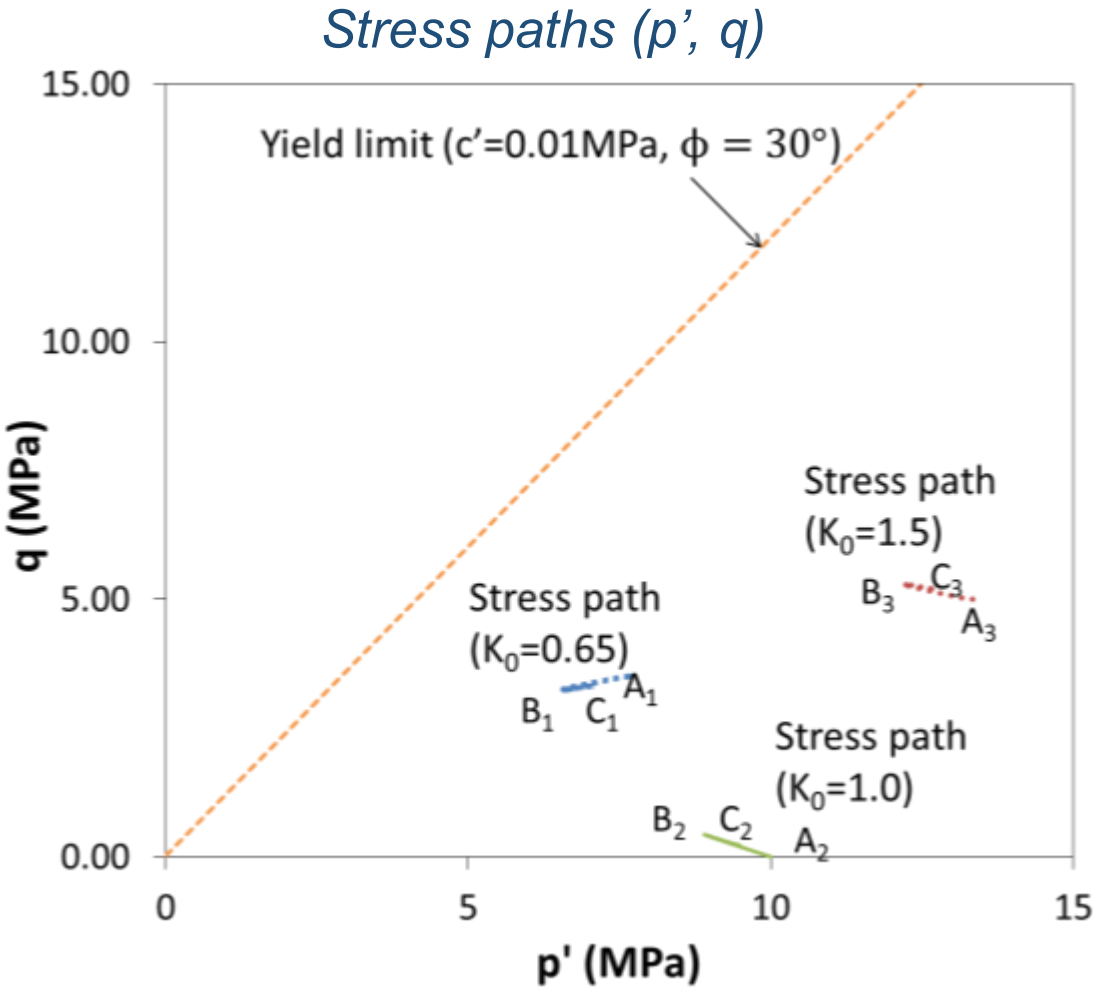 Stress paths (p’, q)
15.00
Yield limit (c’=0.01MPa, ϕ = 30°)
10.00
q (MPa)
Stress path
(K₀=1.5)
B₃
C₃
A₃
5.00
Stress path
(K₀=0.65)
B₁
C₁
A₁
Stress path
(K₀=1.0)
B₂
C₂
A₂
0.00
0
5
10
15
p' (MPa)